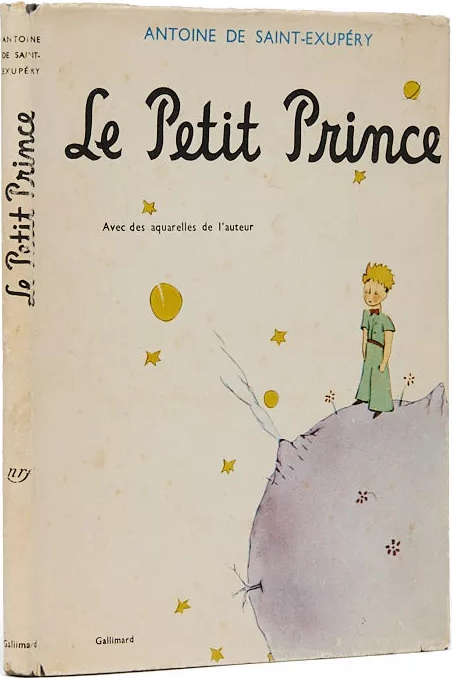 ANTOINE DE SAINT-EXUPÉRY
Le Petit Prince
Avec des aquarelles de l'auteur
Gallimard
ANTOINE
DE SAINT-
EXUPÉRY
Le Petit Prince
nrf
Gallimard